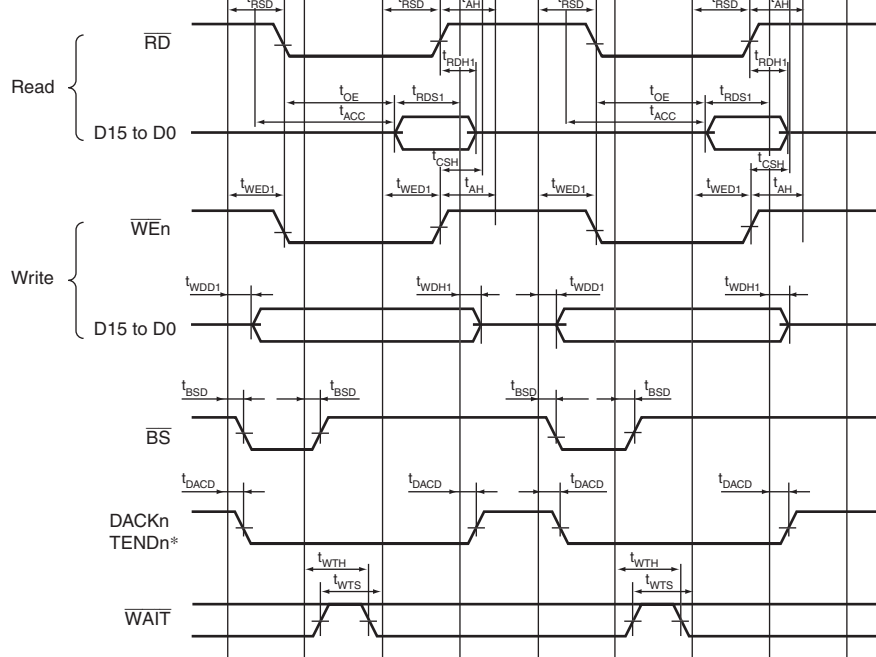 tRSD tRSD tAH tRSD tRSD tAH
RD
tRDH1 tRDH1
Read
tOE tRDS1 tOE tRDS1
tACC tACC
D15 to D0
tCSH tCSH
tWED1 tWED1 tAH tWED1 tWED1 tAH
WEn
Write
tWDD1 tWDH1 tWDD1 tWDH1
D15 to D0
tBSD tBSD tBSD tBSD
BS
tDACD tDACD tDACD tDACD
DACKn
TENDn*
tWTH tWTH
tWTS tWTS
WAIT